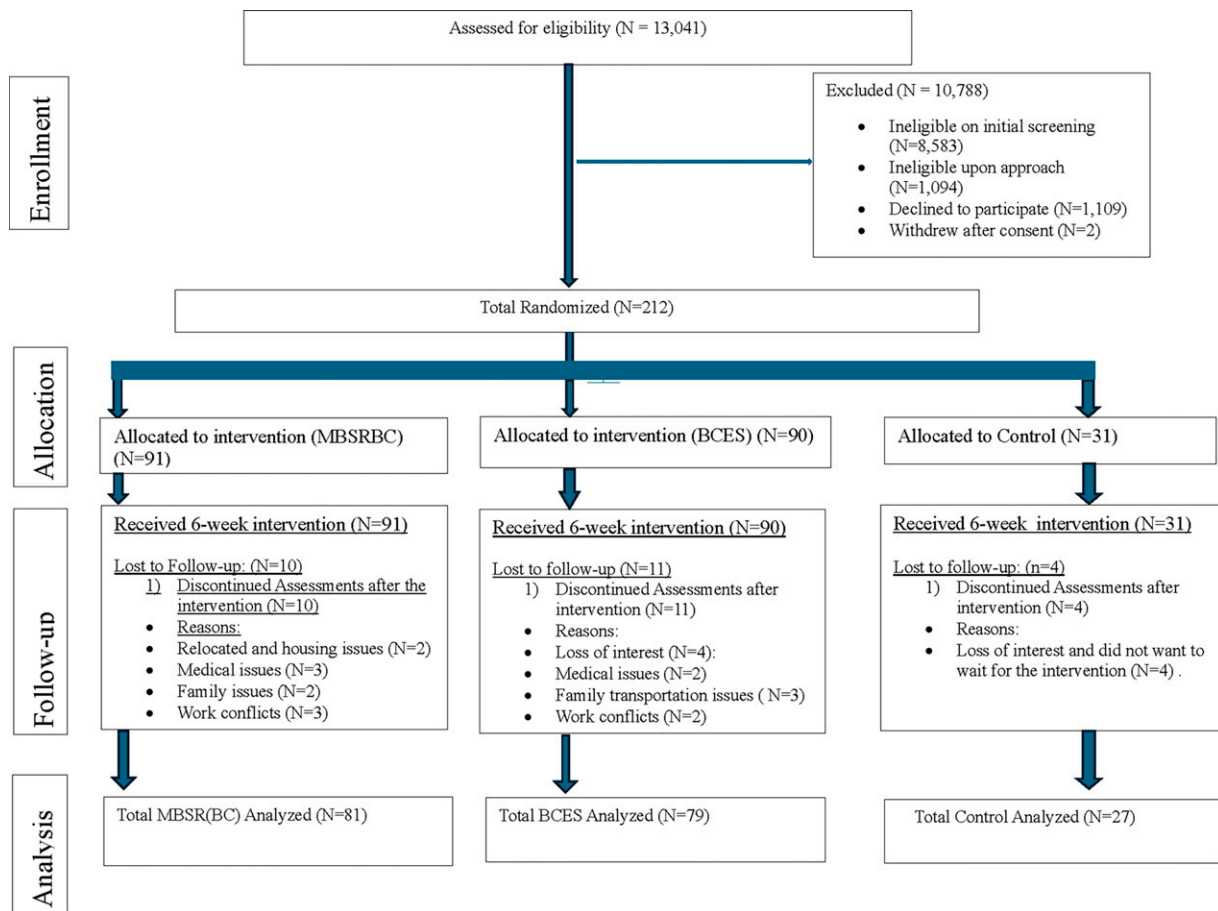 Assessed for eligibility (N = 13,041)
Enrollment
Excluded (N = 10,788)
• Ineligible on initial screening
(N=8,583)
• Ineligible upon approach
(N=1,094)
• Declined to participate (N=1,109)
• Withdrew after consent (N=2)
Total Randomized (N=212)
Allocation
Allocated to intervention (MBSRBC)
(N=91)
Allocated to intervention (BCES) (N=90)
Allocated to Control (N=31)
Follow-up
Received 6-week intervention (N=91)
Lost to Follow-up: (N=10)
1) Discontinued Assessments after the
intervention (N=10)
• Reasons:
• Relocated and housing issues (N=2)
• Medical issues (N=3)
• Family issues (N=2)
• Work conflicts (N=3)
Received 6-week intervention (N=90)
Lost to follow-up (N=11)
1) Discontinued Assessments after
intervention (N=11)
• Reasons:
• Loss of interest (N=4):
• Medical issues (N=2)
• Family transportation issues ( N=3)
• Work conflicts (N=2)
Received 6-week  intervention (N=31)
Lost to follow-up: (n=4)
1) Discontinued Assessments after
intervention (N=4)
• Reasons:
• Loss of interest and did not want to
wait for the intervention (N=4) .
Analysis
Total MBSR(BC) Analyzed (N=81)
Total BCES Analyzed (N=79)
Total Control Analyzed (N=27)